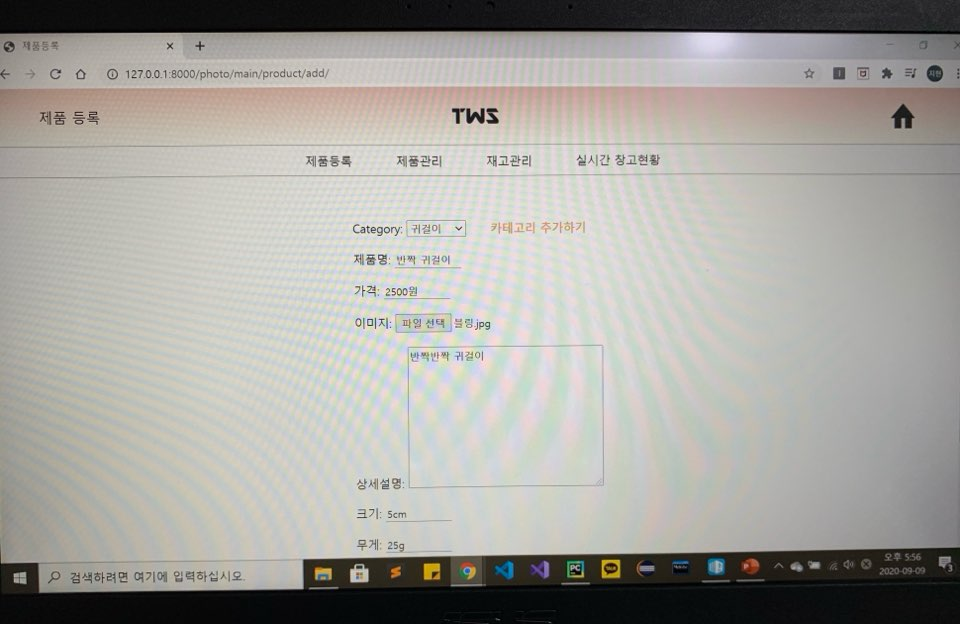 제품등록
127.0.0.1:8000/photo/main/product/add/
제품 등록
TWS
제품등록 제품관리 재고관리 실시간 창고현황
Category: 귀걸이 카테고리 추가하기
제품명: 반짝 귀걸이
가격: 2500원
이미지: 파일 선택 블링.jpg
반짝반짝 귀걸이
상세설명:
크기: 5cm
무게: 25g
검색하려면 여기에 입력하십시오.
PC
오후 5:56
2020-09-09
3